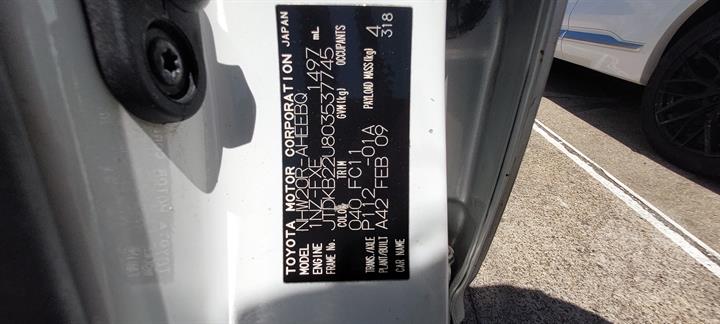 TOYOTA MOTOR CORPORATION JAPAN
MODEL NHW20R-AHEEBQ
ENGINE 1NZ-FXE 1497 mL
FRAME No. JTDKB22U803537745
COLOR TRIM GVM(kg) OCCUPANTS
040 FC11 4
TRANS./AXLE P112 -01A PAYLOAD MASS(kg) 318
PLANT/BUILT A42 FEB 09
CAR NAME